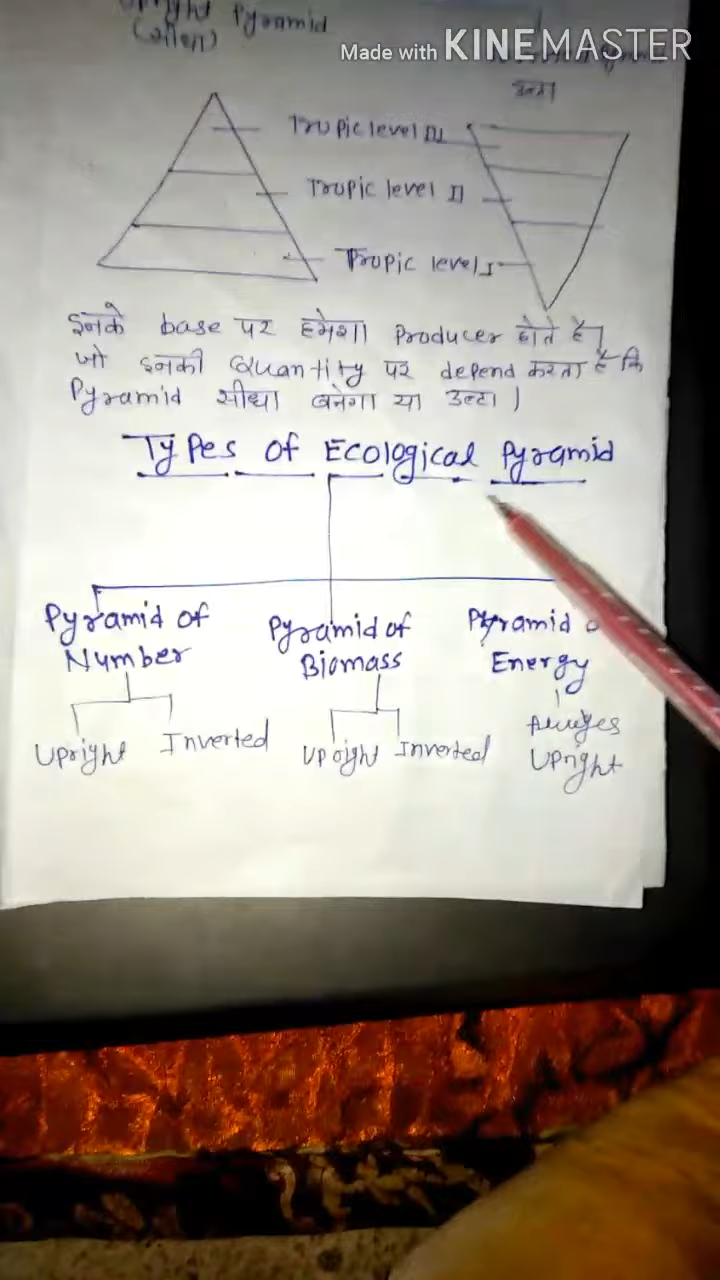 Upright Pyramid
(सीधा)
Made with KINEMASTER
उल्टा
Tropic level III
Tropic level II
Tropic level I
इनके base पर हमेशा Producer होते है।
जो इनकी Quantity पर depend करता है कि
Pyramid सीधा बनेगा या उल्टा।
Types of Ecological Pyramid
Pyramid of Number
Pyramid of Biomass
Pyramid o
Energy
Upright Inverted
Upright Inverted
Upright